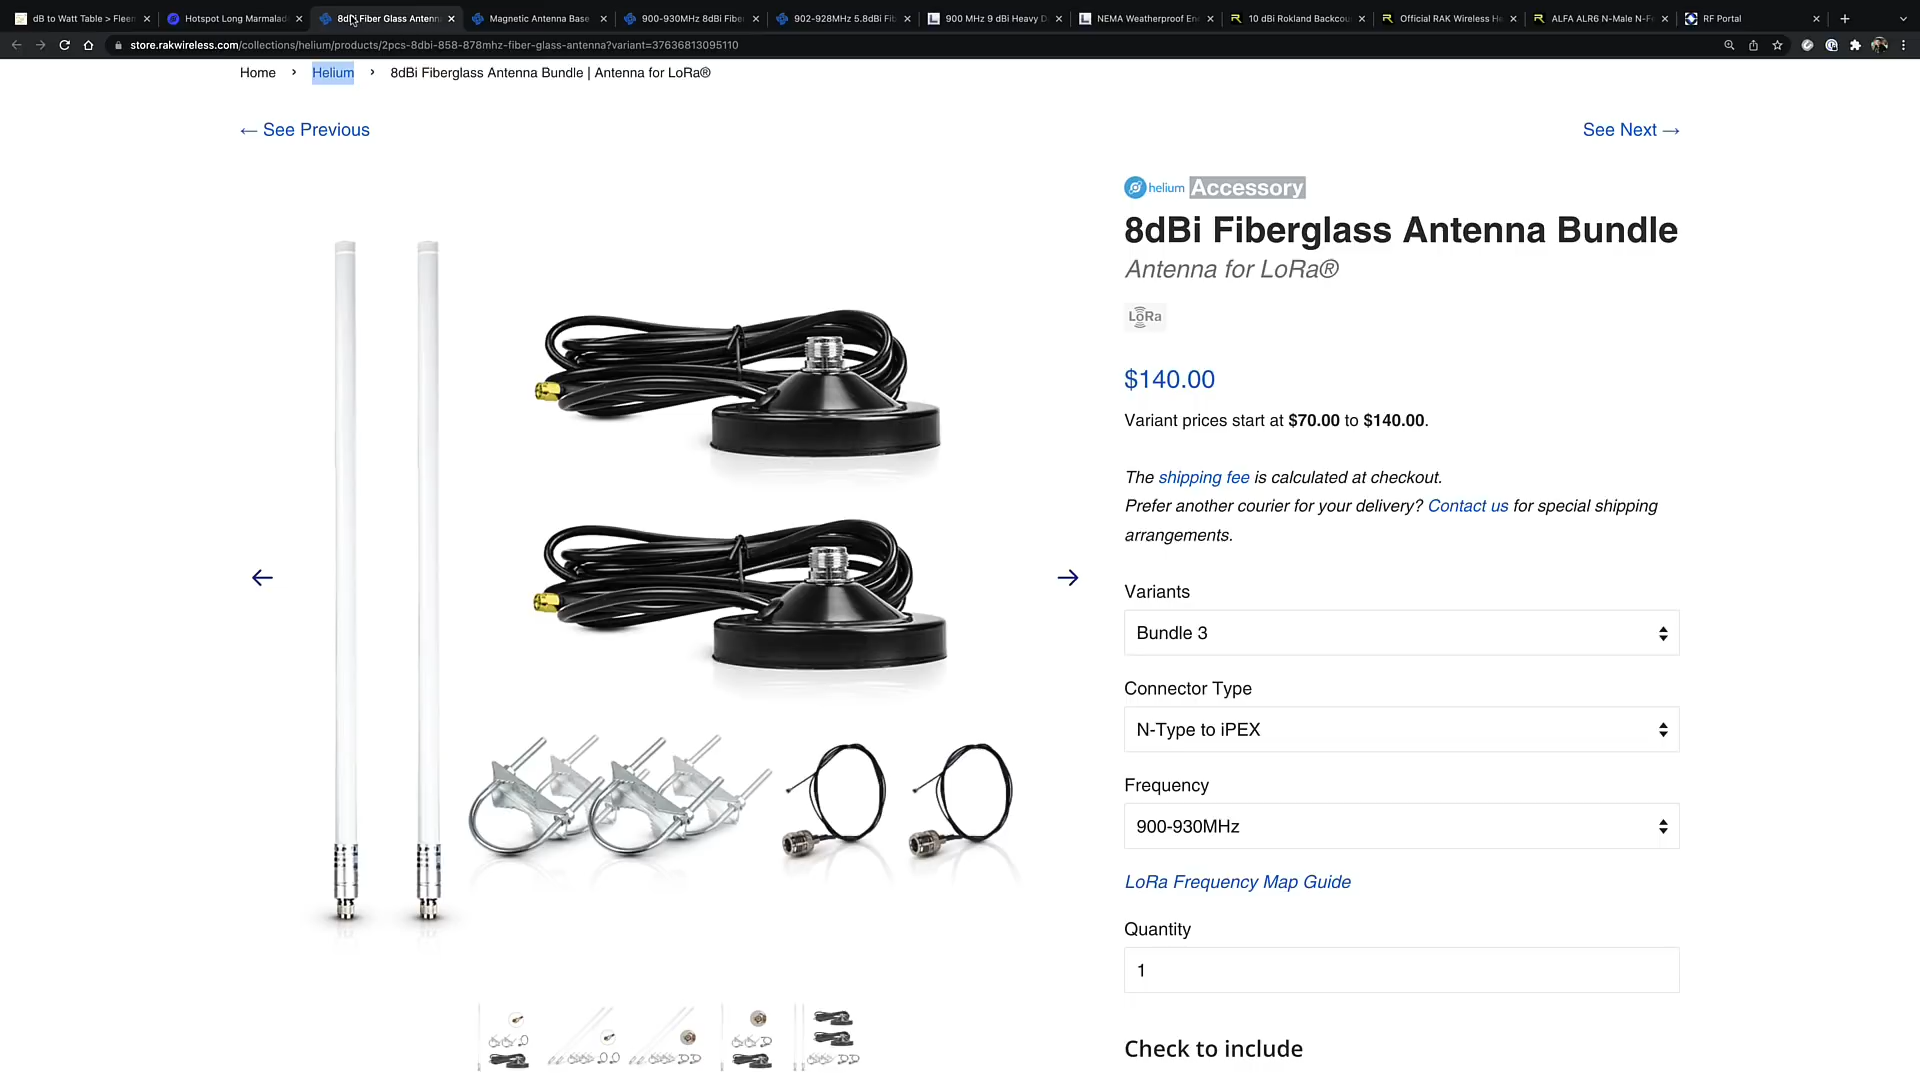 dB to Watt Table > Fleen
Hotspot Long Marmalad
8dBi Fiber Glass Antenna
Magnetic Antenna Base
900-930MHz 8dBi Fibe
902-928MHz 5.8dBi Fib
900 MHz 9 dBi Heavy D
NEMA Weatherproof En
10 dBi Rokland Backcou
Official RAK Wireless He
ALFA ALR6 N-Male N-Fe
RF Portal
store.rakwireless.com/collections/helium/products/2pcs-8dbi-858-878mhz-fiber-glass-antenna?variant=37636813095110
Home › Helium › 8dBi Fiberglass Antenna Bundle | Antenna for LoRa®
← See Previous
See Next →
helium Accessory
8dBi Fiberglass Antenna Bundle
Antenna for LoRa®
LoRa
$140.00
Variant prices start at $70.00 to $140.00.
The shipping fee is calculated at checkout.
Prefer another courier for your delivery? Contact us for special shipping
arrangements.
Variants
Bundle 3
Connector Type
N-Type to iPEX
Frequency
900-930MHz
LoRa Frequency Map Guide
Quantity
1
Check to include